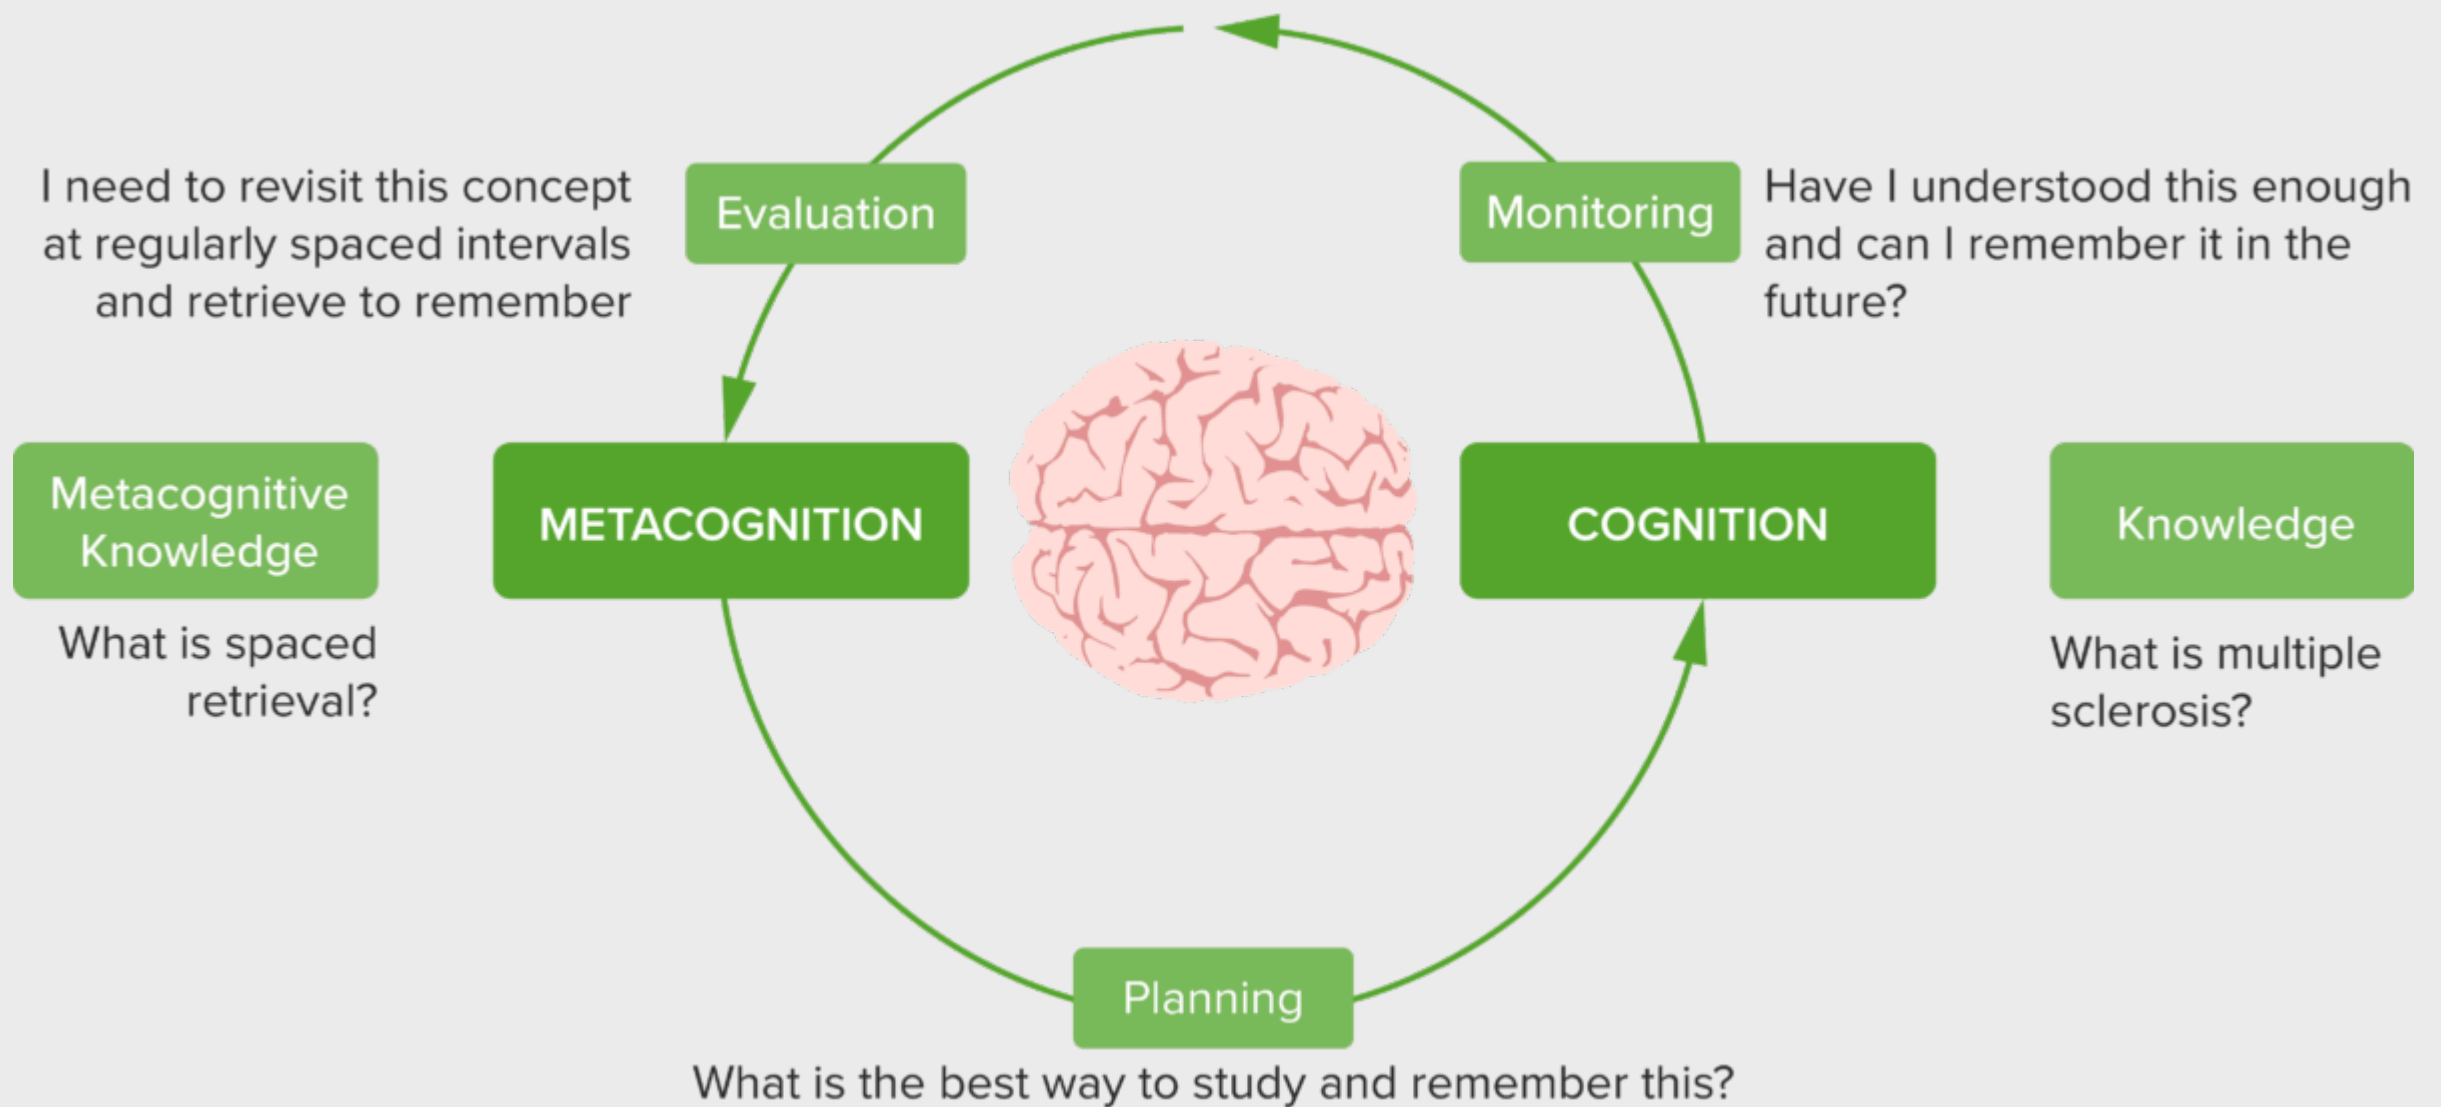 I need to revisit this concept
at regularly spaced intervals
and retrieve to remember
Evaluation
Monitoring
Have I understood this enough
and can I remember it in the
future?
Metacognitive
Knowledge
What is spaced
retrieval?
METACOGNITION
COGNITION
Knowledge
What is multiple
sclerosis?
Planning
What is the best way to study and remember this?